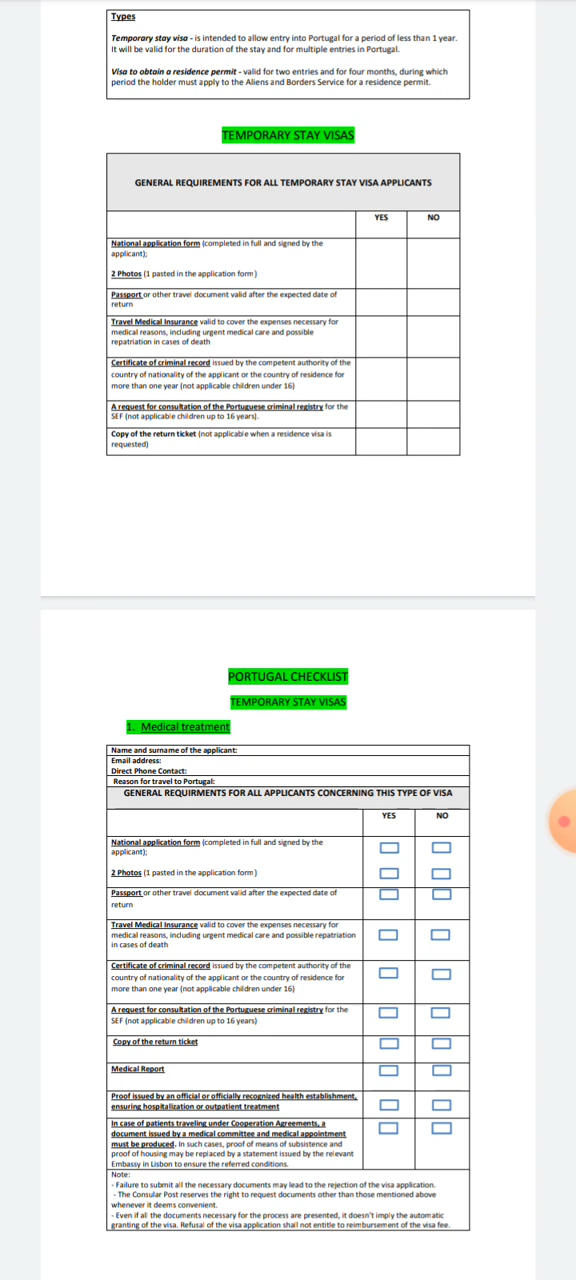 Types
Temporary stay visa - is intended to allow entry into Portugal for a period of less than 1 year.
It will be valid for the duration of the stay and for multiple entries in Portugal.
Visa to obtain a residence permit - valid for two entries and for four months, during which
period the holder must apply to the Aliens and Borders Service for a residence permit.
TEMPORARY STAY VISAS
GENERAL REQUIREMENTS FOR ALL TEMPORARY STAY VISA APPLICANTS
YES NO
National application form (completed in full and signed by the
applicant);
2 Photos (1 pasted in the application form)
Passport or other travel document valid after the expected date of
return
Travel Medical Insurance valid to cover the expenses necessary for
medical reasons, including urgent medical care and possible
repatriation in cases of death
Certificate of criminal record issued by the competent authority of the
country of nationality of the applicant or the country of residence for
more than one year (not applicable children under 16)
A request for consultation of the Portuguese criminal registry for the
SEF (not applicable children up to 16 years).
Copy of the return ticket (not applicable when a residence visa is
requested)
PORTUGAL CHECKLIST
TEMPORARY STAY VISAS
1. Medical treatment
Name and surname of the applicant:
Email address:
Direct Phone Contact:
Reason for travel to Portugal:
GENERAL REQUIRMENTS FOR ALL APPLICANTS CONCERNING THIS TYPE OF VISA
YES NO
National application form (completed in full and signed by the
applicant);
2 Photos (1 pasted in the application form)
Passport or other travel document valid after the expected date of
return
Travel Medical Insurance valid to cover the expenses necessary for
medical reasons, including urgent medical care and possible repatriation
in cases of death
Certificate of criminal record issued by the competent authority of the
country of nationality of the applicant or the country of residence for
more than one year (not applicable children under 16)
A request for consultation of the Portuguese criminal registry for the
SEF (not applicable children up to 16 years)
Copy of the return ticket
Medical Report
Proof issued by an official or officially recognized health establishment,
ensuring hospitalization or outpatient treatment
In case of patients traveling under Cooperation Agreements, a
document issued by a medical committee and medical appointment
must be produced. In such cases, proof of means of subsistence and
proof of housing may be replaced by a statement issued by the relevant
Embassy in Lisbon to ensure the referred conditions.
Note:
- Failure to submit all the necessary documents may lead to the rejection of the visa application.
- The Consular Post reserves the right to request documents other than those mentioned above
whenever it deems convenient.
- Even if all the documents necessary for the process are presented, it doesn't imply the automatic
granting of the visa. Refusal of the visa application shall not entitle to reimbursement of the visa fee.